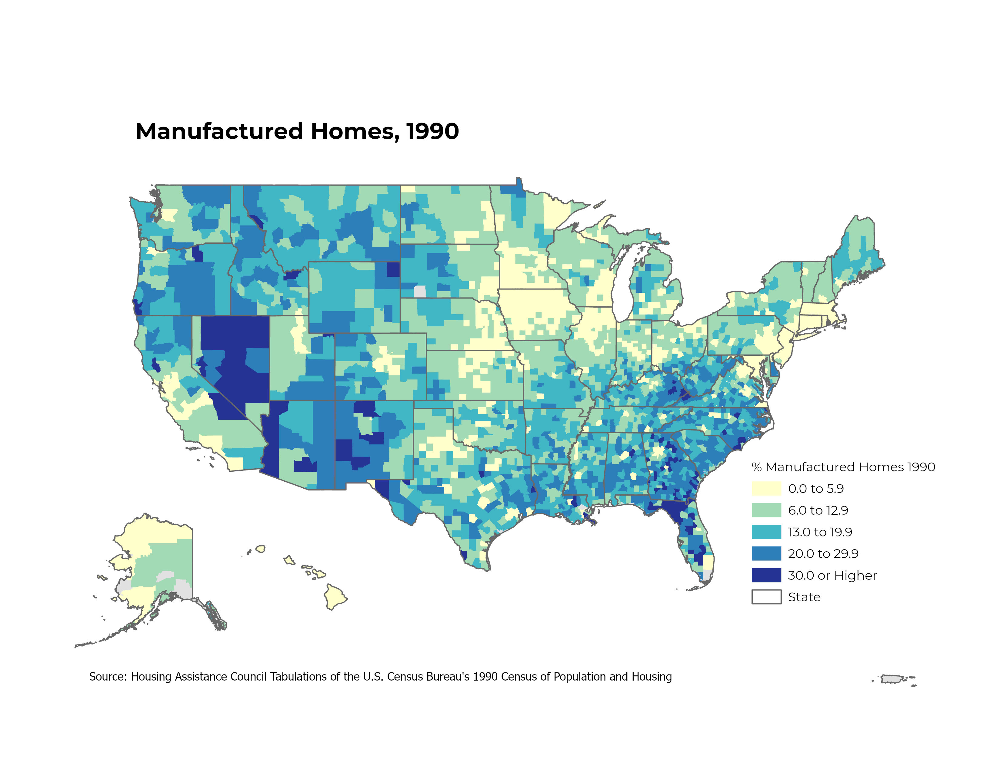 Manufactured Homes, 1990
% Manufactured Homes 1990
0.0 to 5.9
6.0 to 12.9
13.0 to 19.9
20.0 to 29.9
30.0 or Higher
State
Source: Housing Assistance Council Tabulations of the U.S. Census Bureau's 1990 Census of Population and Housing